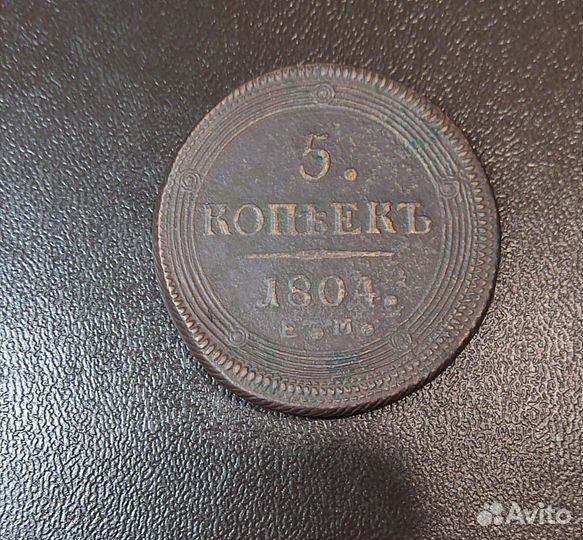 5.
КОПѢЕКЪ
1804.
Е. М.
Avito